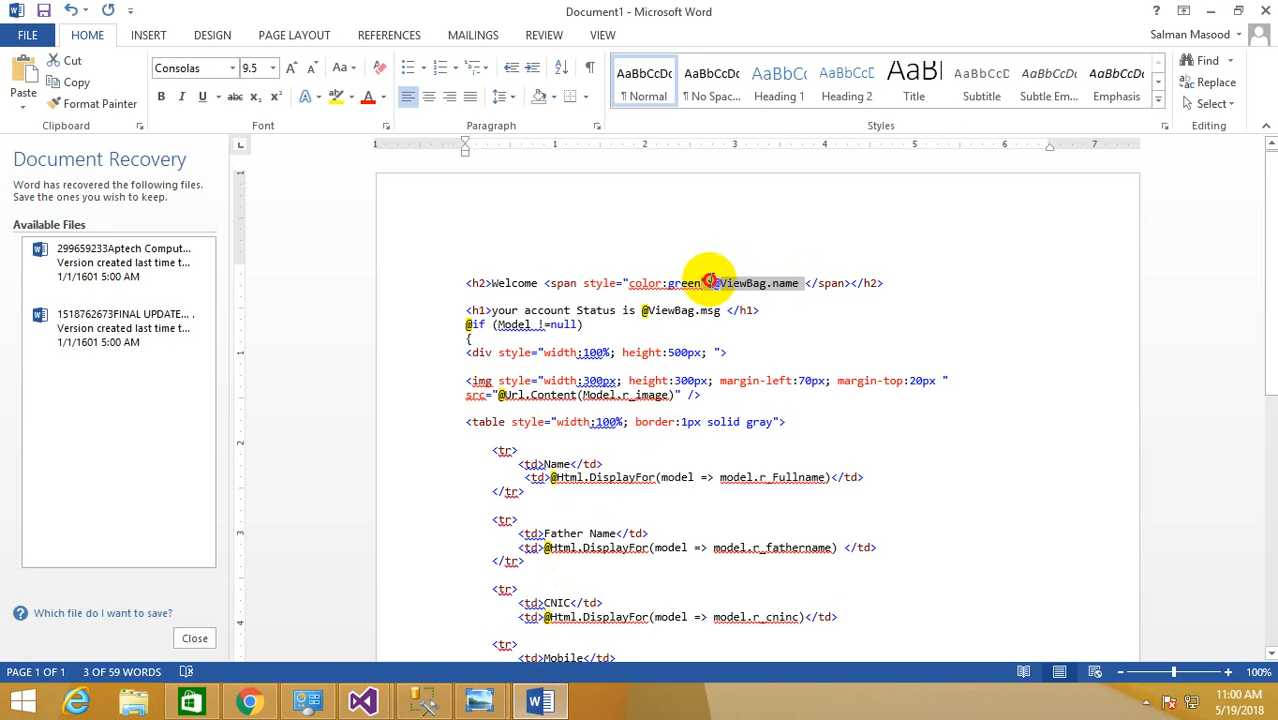 Document1 - Microsoft Word
FILE HOME INSERT DESIGN PAGE LAYOUT REFERENCES MAILINGS REVIEW VIEW Salman Masood
Cut
Copy
Format Painter
Paste
Clipboard
Consolas 9.5
Font
Paragraph
AaBbCcDc AaBbCcDc AaBbC AaBbCc AaBI AaBbCcD AaBbCcDc AaBbCcDc
¶ Normal ¶ No Spac... Heading 1 Heading 2 Title Subtitle Subtle Em... Emphasis
Styles
Find
Replace
Select
Editing
Document Recovery
Word has recovered the following files.
Save the ones you wish to keep.
Available Files
299659233Aptech Comput...
Version created last time t...
1/1/1601 5:00 AM
1518762673FINAL UPDATE... .
Version created last time t...
1/1/1601 5:00 AM
Which file do I want to save?
Close
<h2>Welcome <span style="color:green" @ViewBag.name </span></h2>
<h1>your account Status is @ViewBag.msg </h1>
@if (Model !=null)
{
<div style="width:100%; height:500px; ">
<img style="width:300px; height:300px; margin-left:70px; margin-top:20px "
src="@Url.Content(Model.r_image)" />
<table style="width:100%; border:1px solid gray">
<tr>
<td>Name</td>
<td>@Html.DisplayFor(model => model.r_Fullname)</td>
</tr>
<tr>
<td>Father Name</td>
<td>@Html.DisplayFor(model => model.r_fathername) </td>
</tr>
<tr>
<td>CNIC</td>
<td>@Html.DisplayFor(model => model.r_cninc)</td>
</tr>
<tr>
<td>Mobile</td>
PAGE 1 OF 1 3 OF 59 WORDS 100%
11:00 AM
5/19/2018